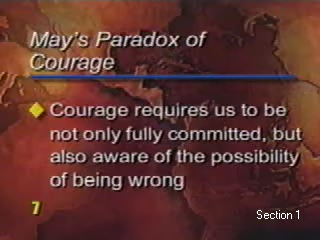 May's Paradox of
Courage
Courage requires us to be
not only fully committed, but
also aware of the possibility
of being wrong
7
Section 1